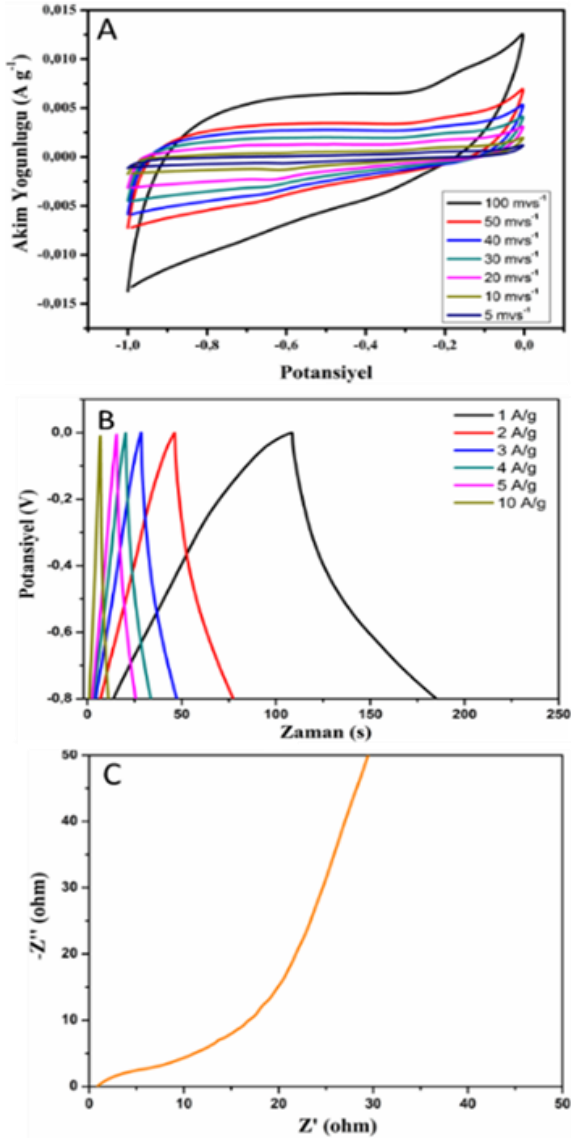 A
0,015
0,010
0,005
0,000
-0,005
-0,010
-0,015
Akim Yogunlugu (A g⁻¹)
100 mvs⁻¹
50 mvs⁻¹
40 mvs⁻¹
30 mvs⁻¹
20 mvs⁻¹
10 mvs⁻¹
5 mvs⁻¹
-1,0 -0,8 -0,6 -0,4 -0,2 0,0
Potansiyel
B
0,0
-0,2
-0,4
-0,6
-0,8
Potansiyel (V)
1 A/g
2 A/g
3 A/g
4 A/g
5 A/g
10 A/g
0 50 100 150 200 250
Zaman (s)
C
50
40
30
20
10
0
-Z'' (ohm)
0 10 20 30 40 50
Z' (ohm)